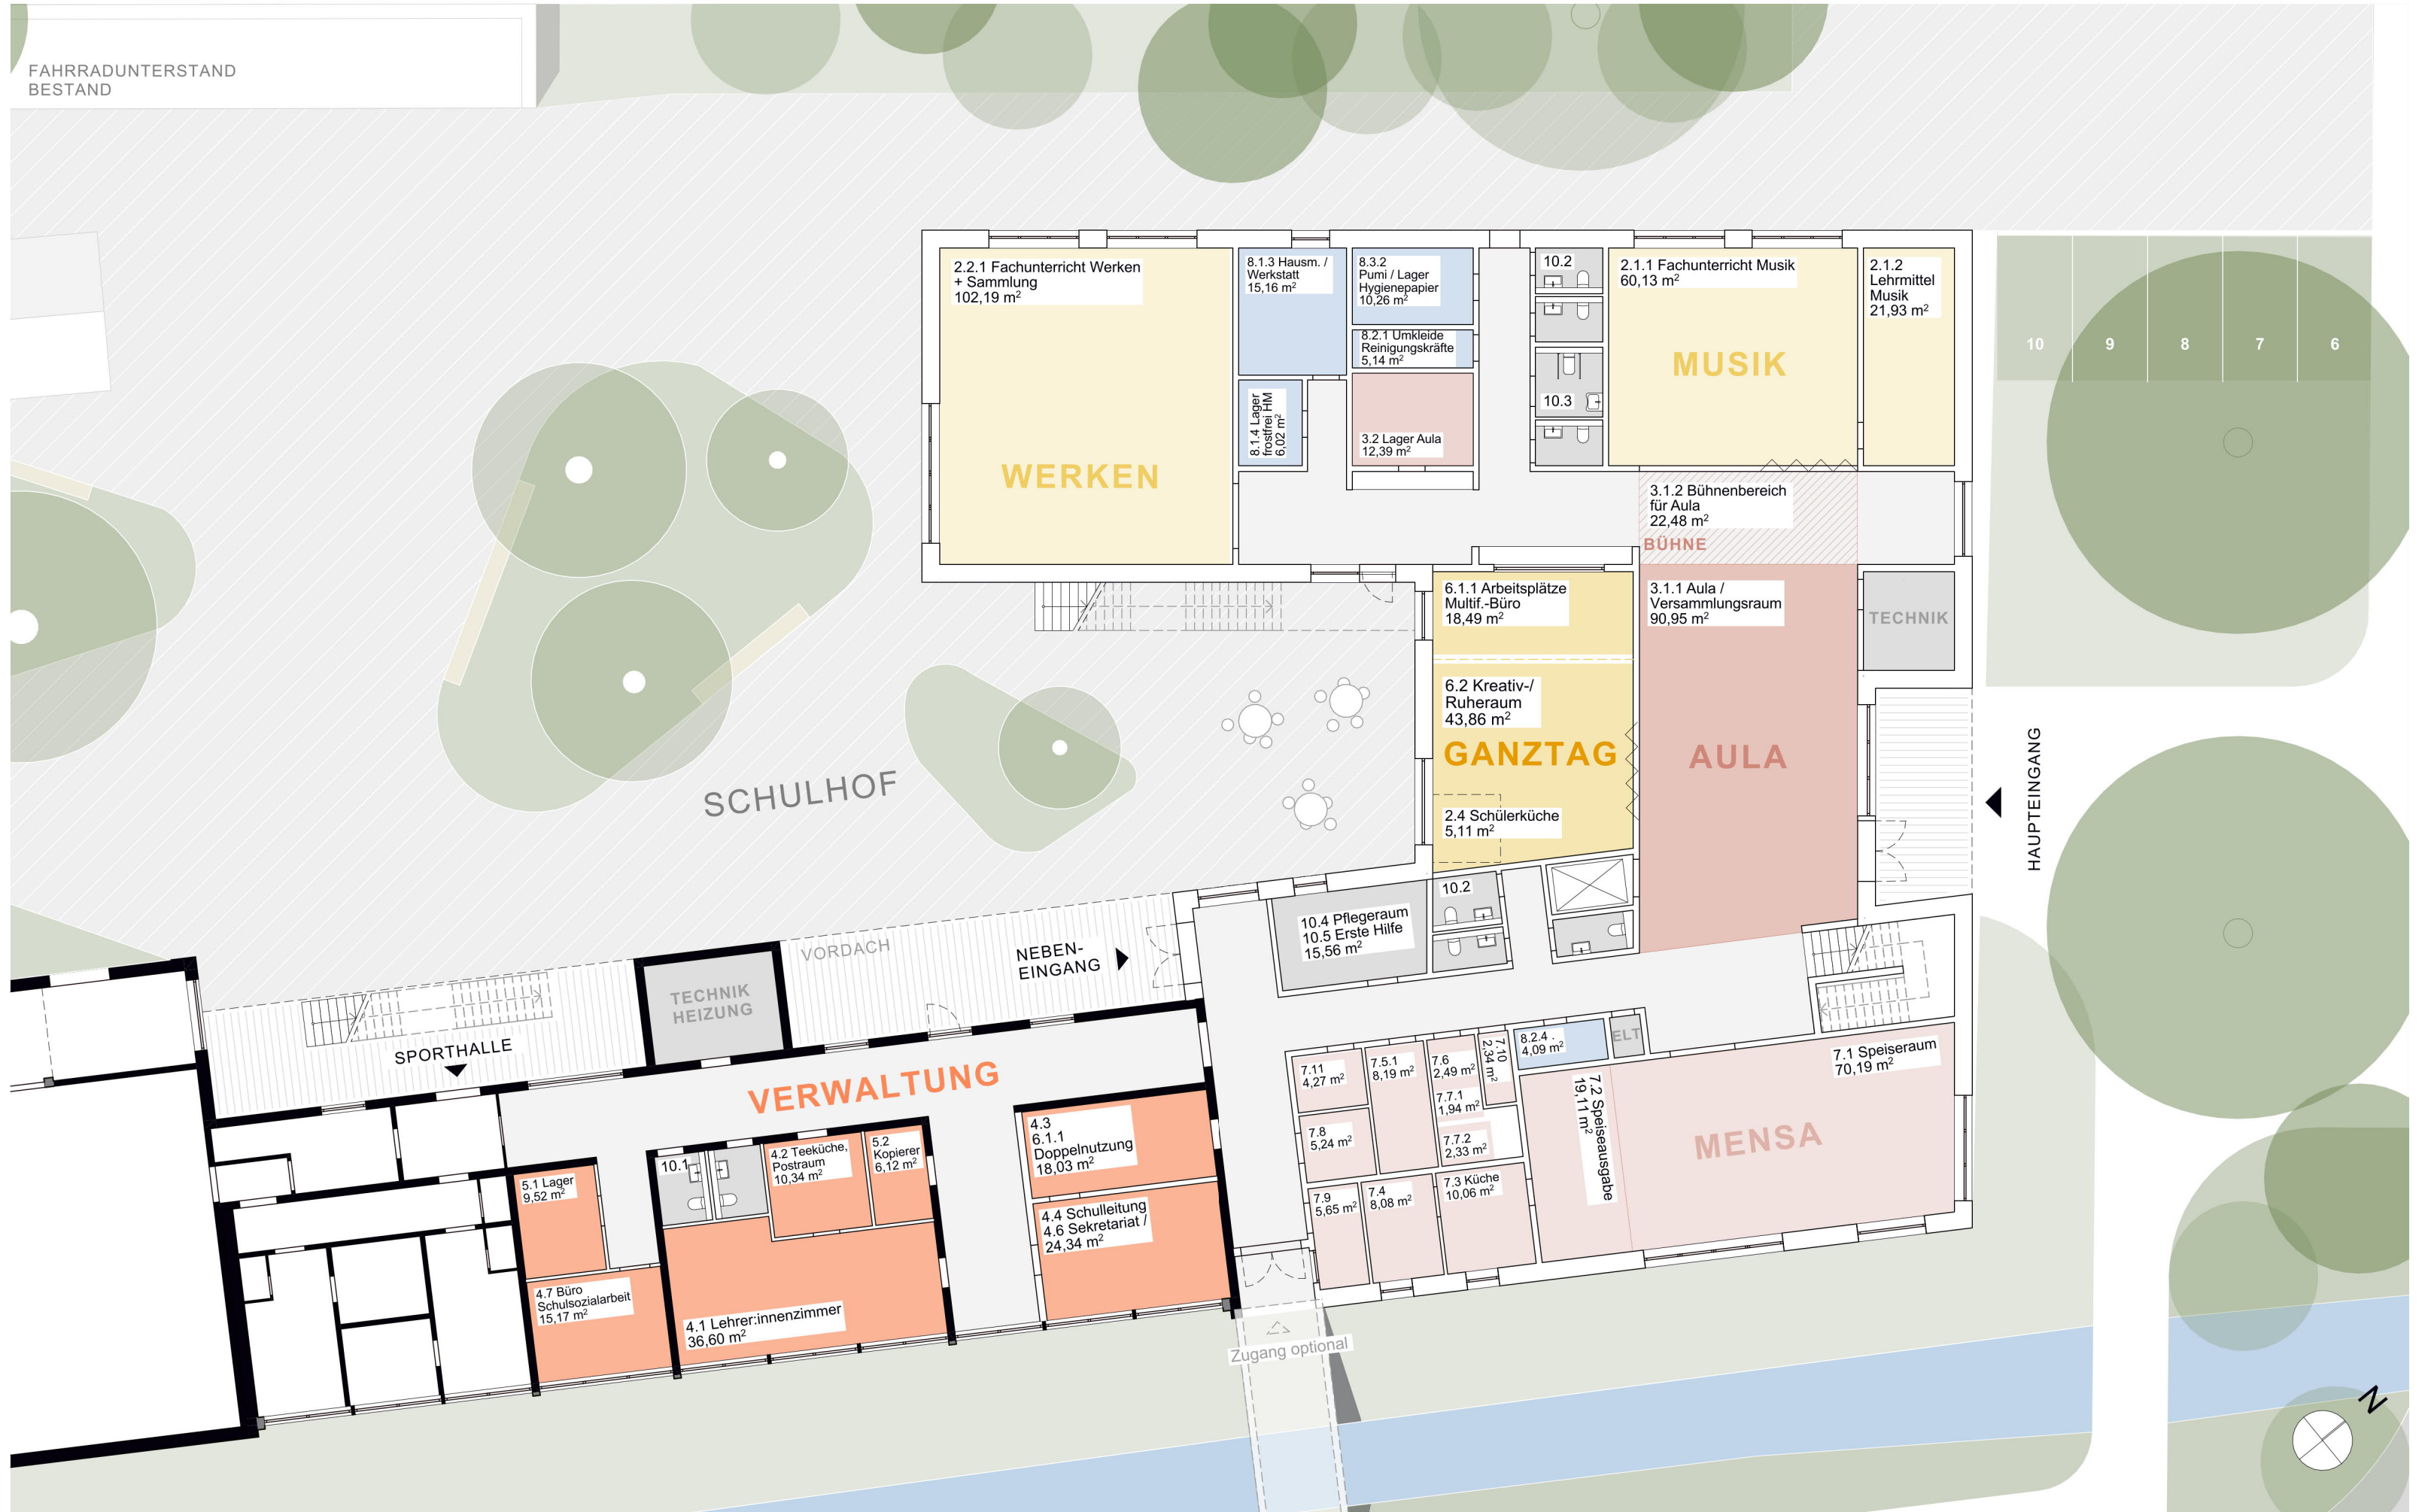 FAHRRADUNTERSTAND
BESTAND
2.2.1 Fachunterricht Werken
+ Sammlung
102,19 m²
WERKEN
8.1.3 Hausm. /
Werkstatt
15,16 m²
8.3.2
Pumi / Lager
Hygienepapier
10,26 m²
8.2.1 Umkleide
Reinigungskräfte
5,14 m²
8.1.4 Lager
frostfrei HM
6,02 m²
3.2 Lager Aula
12,39 m²
10.2
10.3
2.1.1 Fachunterricht Musik
60,13 m²
MUSIK
2.1.2
Lehrmittel
Musik
21,93 m²
10
9
8
7
6
3.1.2 Bühnenbereich
für Aula
22,48 m²
BÜHNE
6.1.1 Arbeitsplätze
Multif.-Büro
18,49 m²
3.1.1 Aula /
Versammlungsraum
90,95 m²
TECHNIK
6.2 Kreativ-/
Ruheraum
43,86 m²
GANZTAG
AULA
2.4 Schülerküche
5,11 m²
HAUPTEINGANG
SCHULHOF
10.4 Pflegeraum
10.5 Erste Hilfe
15,56 m²
10.2
VORDACH
NEBEN-
EINGANG
TECHNIK
HEIZUNG
SPORTHALLE
VERWALTUNG
5.1 Lager
9,52 m²
10.1
4.2 Teeküche,
Postraum
10,34 m²
5.2
Kopierer
6,12 m²
4.3
6.1.1
Doppelnutzung
18,03 m²
4.4 Schulleitung
4.6 Sekretariat /
24,34 m²
4.7 Büro
Schulsozialarbeit
15,17 m²
4.1 Lehrer:innenzimmer
36,60 m²
7.11
4,27 m²
7.5.1
8,19 m²
7.6
2,49 m²
7.10
2,34 m²
8.2.4 .
4,09 m²
ELT
7.7.1
1,94 m²
7.8
5,24 m²
7.7.2
2,33 m²
7.9
5,65 m²
7.4
8,08 m²
7.3 Küche
10,06 m²
7.2 Speiseausgabe
19,11 m²
7.1 Speiseraum
70,19 m²
MENSA
Zugang optional
N